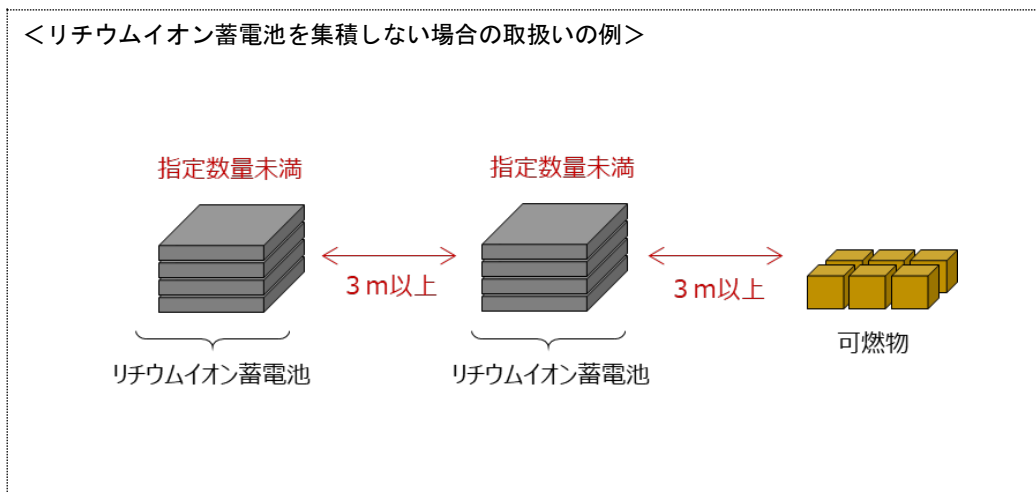 ＜リチウムイオン蓄電池を集積しない場合の取扱いの例＞
指定数量未満
指定数量未満
３ｍ以上
３ｍ以上
可燃物
リチウムイオン蓄電池
リチウムイオン蓄電池